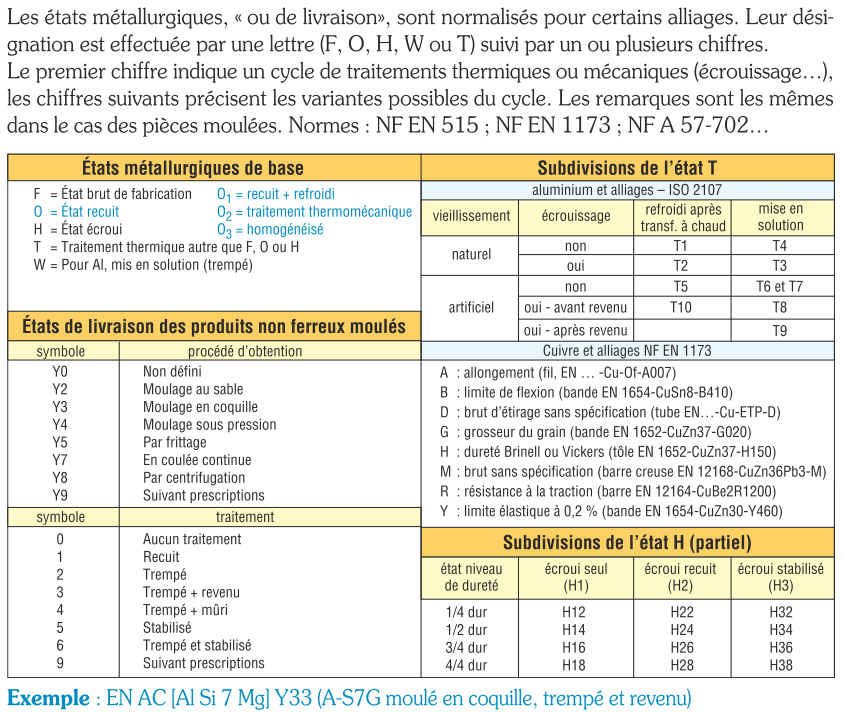 Les états métallurgiques, « ou de livraison», sont normalisés pour certains alliages. Leur dési-
gnation est effectuée par une lettre (F, O, H, W ou T) suivi par un ou plusieurs chiffres.
Le premier chiffre indique un cycle de traitements thermiques ou mécaniques (écrouissage…),
les chiffres suivants précisent les variantes possibles du cycle. Les remarques sont les mêmes
dans le cas des pièces moulées. Normes : NF EN 515 ; NF EN 1173 ; NF A 57-702…
États métallurgiques de base
F = État brut de fabrication O1 = recuit + refroidi
O = État recuit O2 = traitement thermomécanique
H = État écroui O3 = homogénéisé
T = Traitement thermique autre que F, O ou H
W = Pour Al, mis en solution (trempé)
États de livraison des produits non ferreux moulés
symbole procédé d'obtention
Y0 Non défini
Y2 Moulage au sable
Y3 Moulage en coquille
Y4 Moulage sous pression
Y5 Par frittage
Y7 En coulée continue
Y8 Par centrifugation
Y9 Suivant prescriptions
symbole traitement
0 Aucun traitement
1 Recuit
2 Trempé
3 Trempé + revenu
4 Trempé + mûri
5 Stabilisé
6 Trempé et stabilisé
9 Suivant prescriptions
Subdivisions de l'état T
aluminium et alliages – ISO 2107
vieillissement écrouissage refroidi après transf. à chaud mise en solution
naturel non T1 T4
oui T2 T3
artificiel non T5 T6 et T7
oui - avant revenu T10 T8
oui - après revenu T9
Cuivre et alliages NF EN 1173
A : allongement (fil, EN … -Cu-Of-A007)
B : limite de flexion (bande EN 1654-CuSn8-B410)
D : brut d'étirage sans spécification (tube EN…-Cu-ETP-D)
G : grosseur du grain (bande EN 1652-CuZn37-G020)
H : dureté Brinell ou Vickers (tôle EN 1652-CuZn37-H150)
M : brut sans spécification (barre creuse EN 12168-CuZn36Pb3-M)
R : résistance à la traction (barre EN 12164-CuBe2R1200)
Y : limite élastique à 0,2 % (bande EN 1654-CuZn30-Y460)
Subdivisions de l'état H (partiel)
état niveau de dureté écroui seul (H1) écroui recuit (H2) écroui stabilisé (H3)
1/4 dur H12 H22 H32
1/2 dur H14 H24 H34
3/4 dur H16 H26 H36
4/4 dur H18 H28 H38
Exemple : EN AC [Al Si 7 Mg] Y33 (A-S7G moulé en coquille, trempé et revenu)